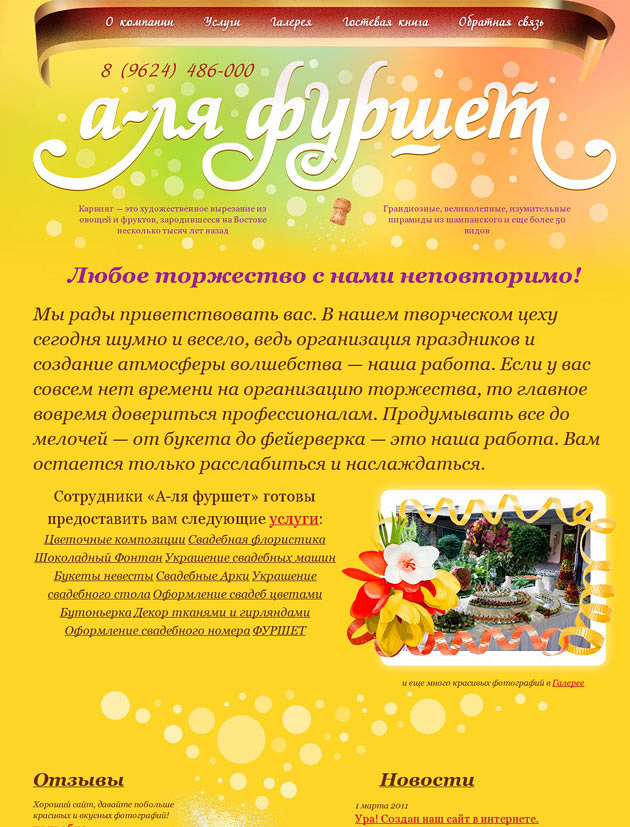 О компании Услуги Галерея Гостевая книга Обратная связь
8 (9624) 486-000
а-ля фуршет
Карвинг — это художественное вырезание из
овощей и фруктов, зародившееся на Востоке
несколько тысяч лет назад
Грандиозные, великолепные, изумительные
пирамиды из шампанского и еще более 50
видов
Любое торжество с нами неповторимо!
Мы рады приветствовать вас. В нашем творческом цеху
сегодня шумно и весело, ведь организация праздников и
создание атмосферы волшебства — наша работа. Если у вас
совсем нет времени на организацию торжества, то главное
вовремя довериться профессионалам. Продумывать все до
мелочей — от букета до фейерверка — это наша работа. Вам
остается только расслабиться и наслаждаться.
Сотрудники «А-ля фуршет» готовы
предоставить вам следующие услуги:
Цветочные композиции Свадебная флористика
Шоколадный Фонтан Украшение свадебных машин
Букеты невесты Свадебные Арки Украшение
свадебного стола Оформление свадеб цветами
Бутоньерка Декор тканями и гирляндами
Оформление свадебного номера ФУРШЕТ
и еще много красивых фотографий в Галерее
Отзывы
Хороший сайт, давайте побольше
красивых и вкусных фотографий!
Новости
1 марта 2011
Ура! Создан наш сайт в интернете.